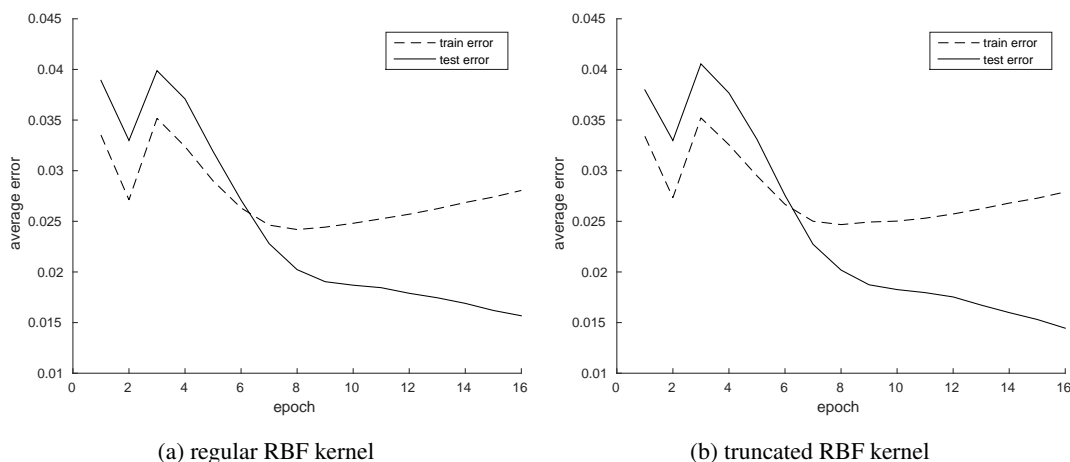 0.045
0.04
0.035
0.03
0.025
0.02
0.015
0.01
0 2 4 6 8 10 12 14 16
average error
epoch
train error
test error
(a) regular RBF kernel
0.045
0.04
0.035
0.03
0.025
0.02
0.015
0.01
0 2 4 6 8 10 12 14 16
average error
epoch
train error
test error
(b) truncated RBF kernel